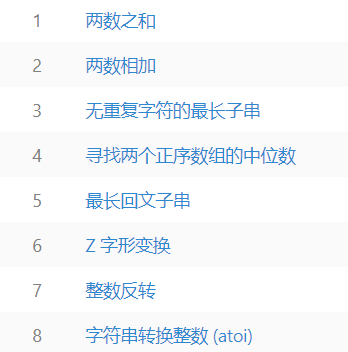 1 两数之和
2 两数相加
3 无重复字符的最长子串
4 寻找两个正序数组的中位数
5 最长回文子串
6 Z 字形变换
7 整数反转
8 字符串转换整数 (atoi)